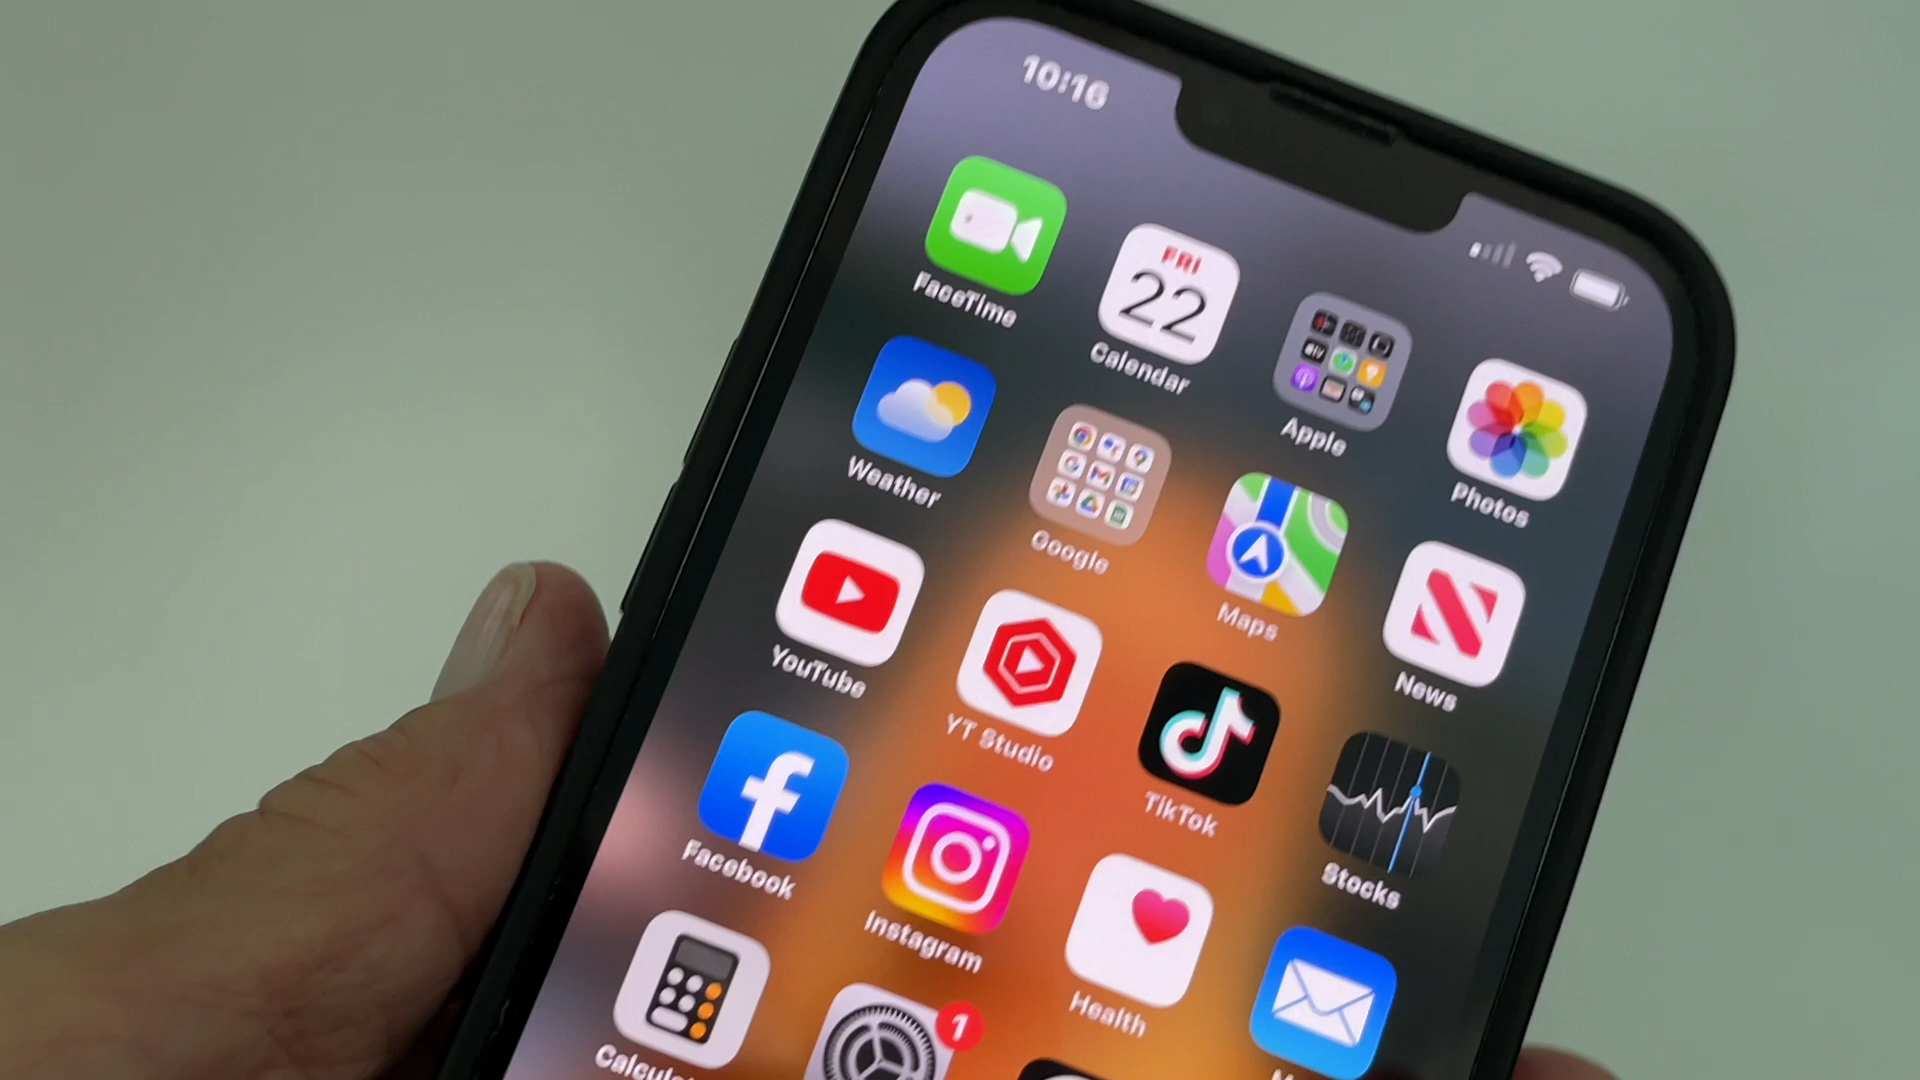 10:16
FaceTime
FRI
22
Calendar
Apple
Photos
Weather
Google
Maps
News
YouTube
YT Studio
TikTok
Stocks
Facebook
Instagram
Health
1